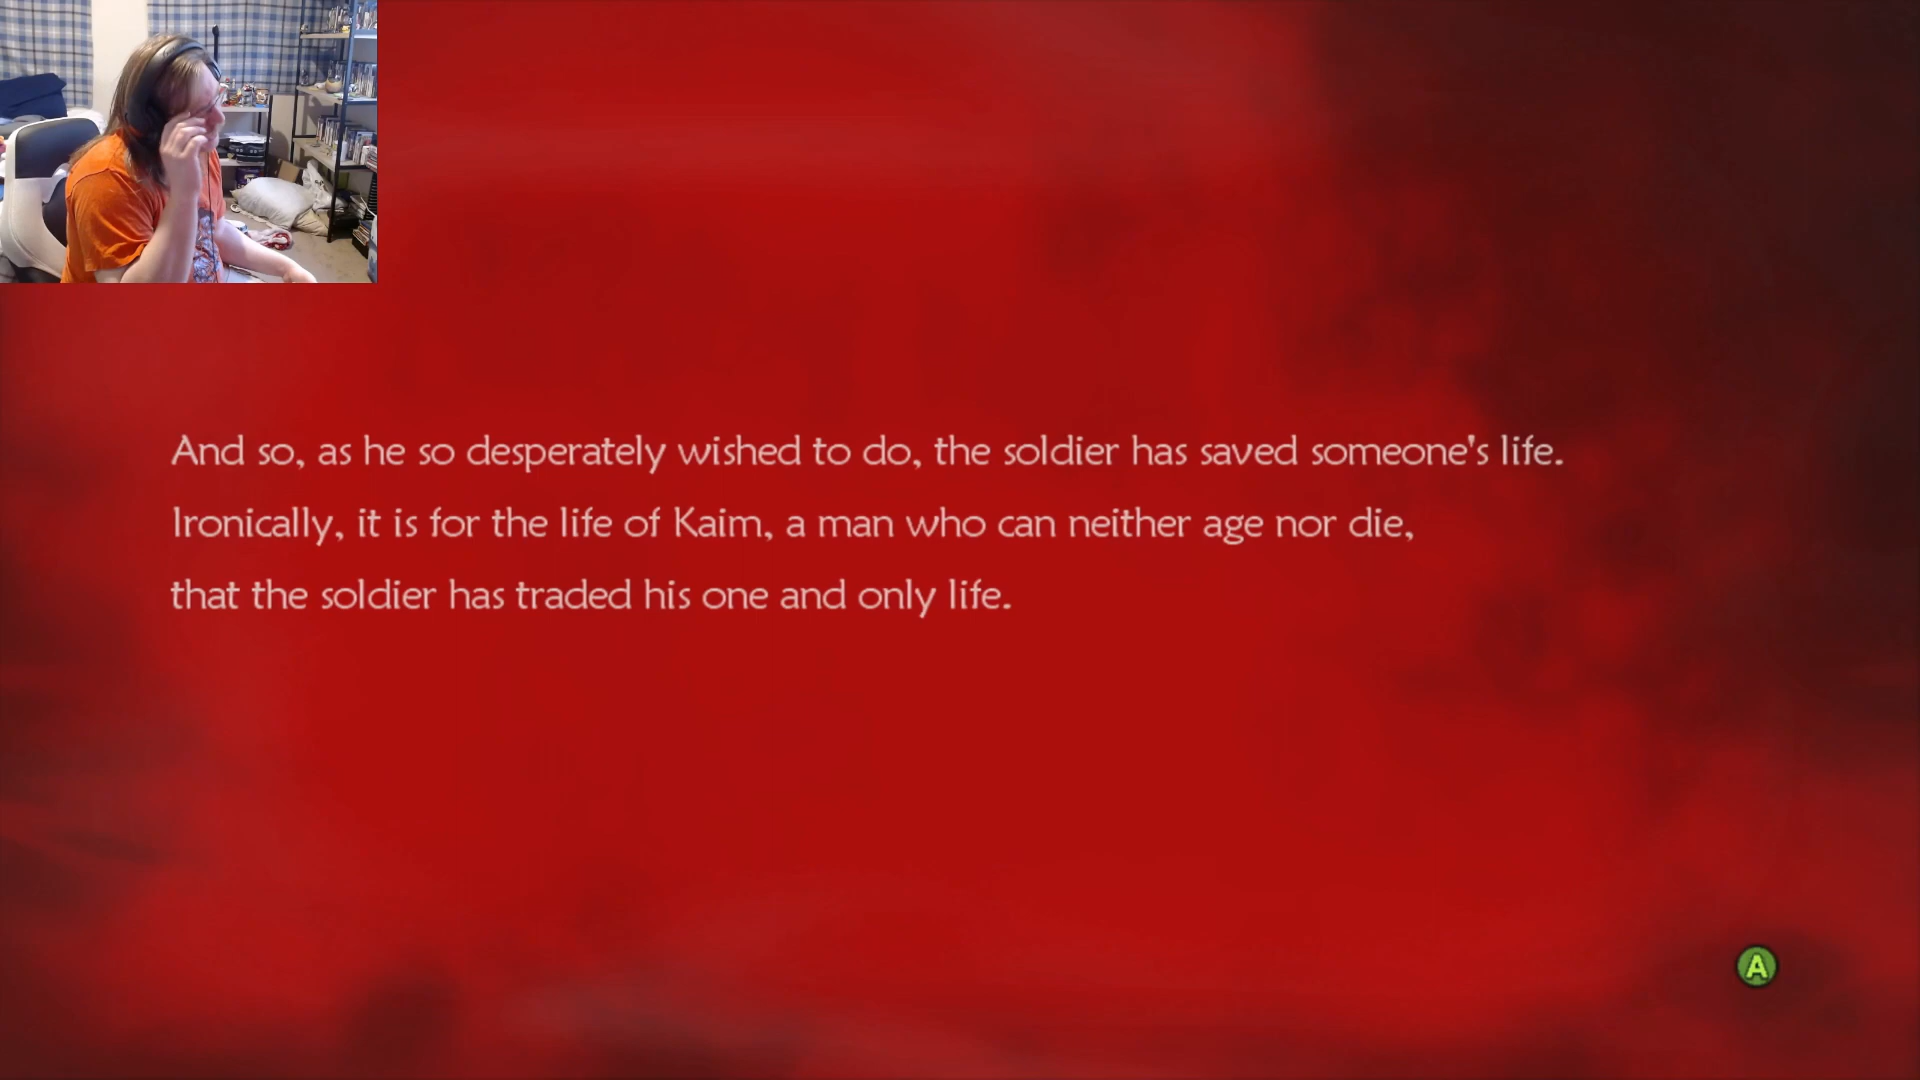 And so, as he so desperately wished to do, the soldier has saved someone's life.
Ironically, it is for the life of Kaim, a man who can neither age nor die,
that the soldier has traded his one and only life.
A